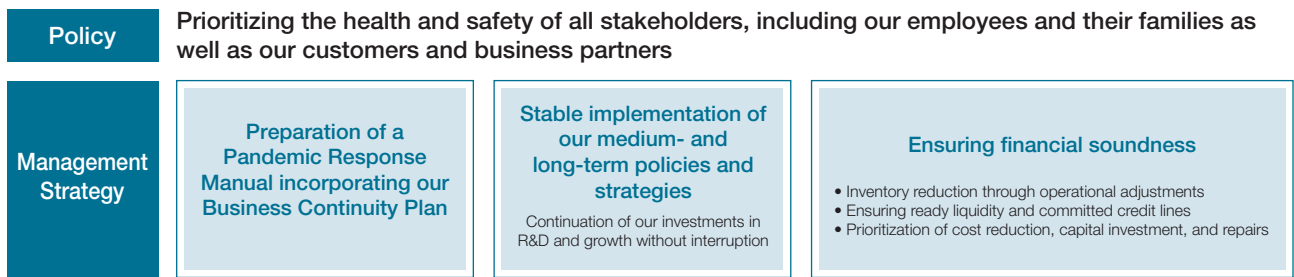 Policy
Prioritizing the health and safety of all stakeholders, including our employees and their families as
well as our customers and business partners
Management
Strategy
Preparation of a
Pandemic Response
Manual incorporating our
Business Continuity Plan
Stable implementation of
our medium- and
long-term policies and
strategies
Continuation of our investments in
R&D and growth without interruption
Ensuring financial soundness
• Inventory reduction through operational adjustments
• Ensuring ready liquidity and committed credit lines
• Prioritization of cost reduction, capital investment, and repairs